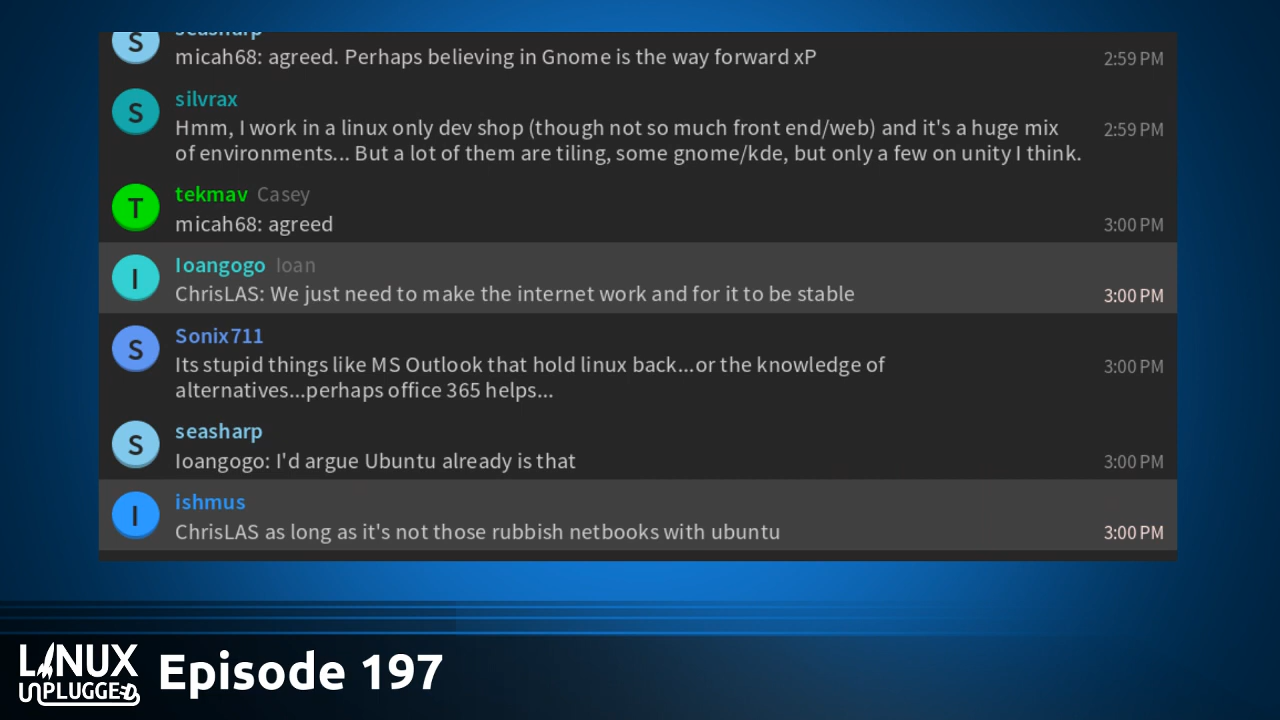 seasharp
S
micah68: agreed. Perhaps believing in Gnome is the way forward xP
2:59 PM
silvrax
S
Hmm, I work in a linux only dev shop (though not so much front end/web) and it's a huge mix
2:59 PM
of environments... But a lot of them are tiling, some gnome/kde, but only a few on unity I think.
tekmav Casey
T
micah68: agreed
3:00 PM
Ioangogo Ioan
I
ChrisLAS: We just need to make the internet work and for it to be stable
3:00 PM
Sonix711
S
Its stupid things like MS Outlook that hold linux back...or the knowledge of
3:00 PM
alternatives...perhaps office 365 helps...
seasharp
S
Ioangogo: I'd argue Ubuntu already is that
3:00 PM
ishmus
I
ChrisLAS as long as it's not those rubbish netbooks with ubuntu
3:00 PM
LINUX
UNPLUGGED
Episode 197